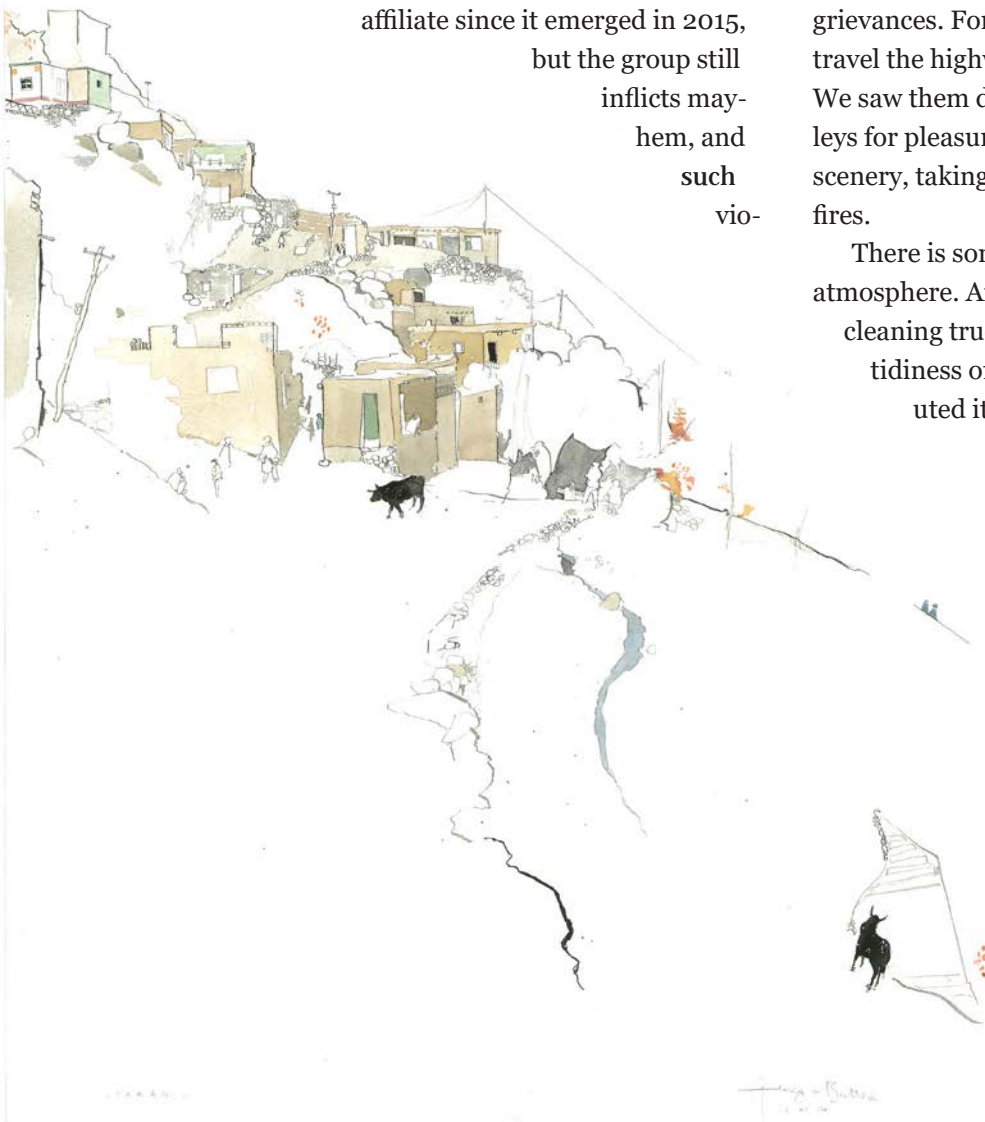 affiliate since it emerged in 2015,
but the group still
inflicts may-
hem, and
such
vio-
grievances. For
travel the high
We saw them d
leys for pleasur
scenery, taking
fires.
There is so
atmosphere. A
cleaning tru
tidiness o
uted it